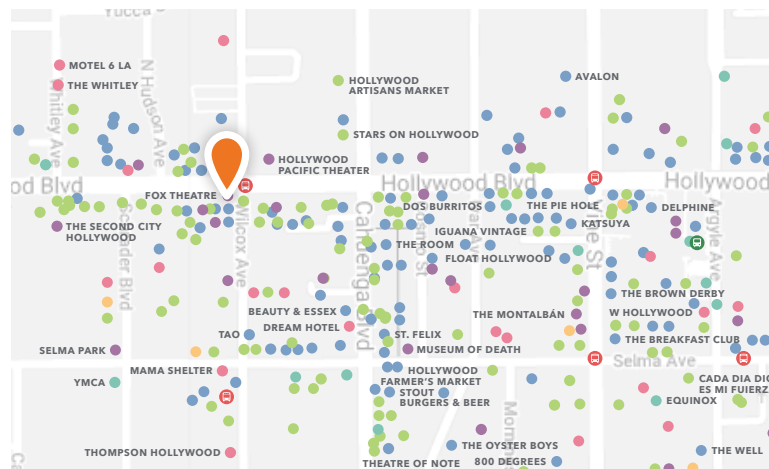 Yucca P
MOTEL 6 LA
THE WHITLEY
Whitley Ave
N Hudson Ave
AVALON
HOLLYWOOD
ARTISANS MARKET
STARS ON HOLLYWOOD
HOLLYWOOD
PACIFIC THEATER
ood Blvd
Hollywood Blvd
Hollywood
FOX THEATRE
DOS BURRITOS
THE PIE HOLE
DELPHINE
THE SECOND CITY
HOLLYWOOD
Wilcox Ave
Cahuenga Blvd
IGUANA VINTAGE
KATSUYA
Argyle Ave
THE ROOM
FLOAT HOLLYWOOD
THE BROWN DERBY
BEAUTY & ESSEX
DREAM HOTEL
THE MONTALBÁN
W HOLLYWOOD
TAO
ST. FELIX
THE BREAKFAST CLUB
SELMA PARK
MUSEUM OF DEATH
Selma Ave
YMCA
MAMA SHELTER
HOLLYWOOD
FARMER'S MARKET
CADA DIA DIO
ES MI FUIERZ
STOUT
BURGERS & BEER
EQUINOX
THOMPSON HOLLYWOOD
THE OYSTER BOYS
THE WELL
THEATRE OF NOTE
800 DEGREES